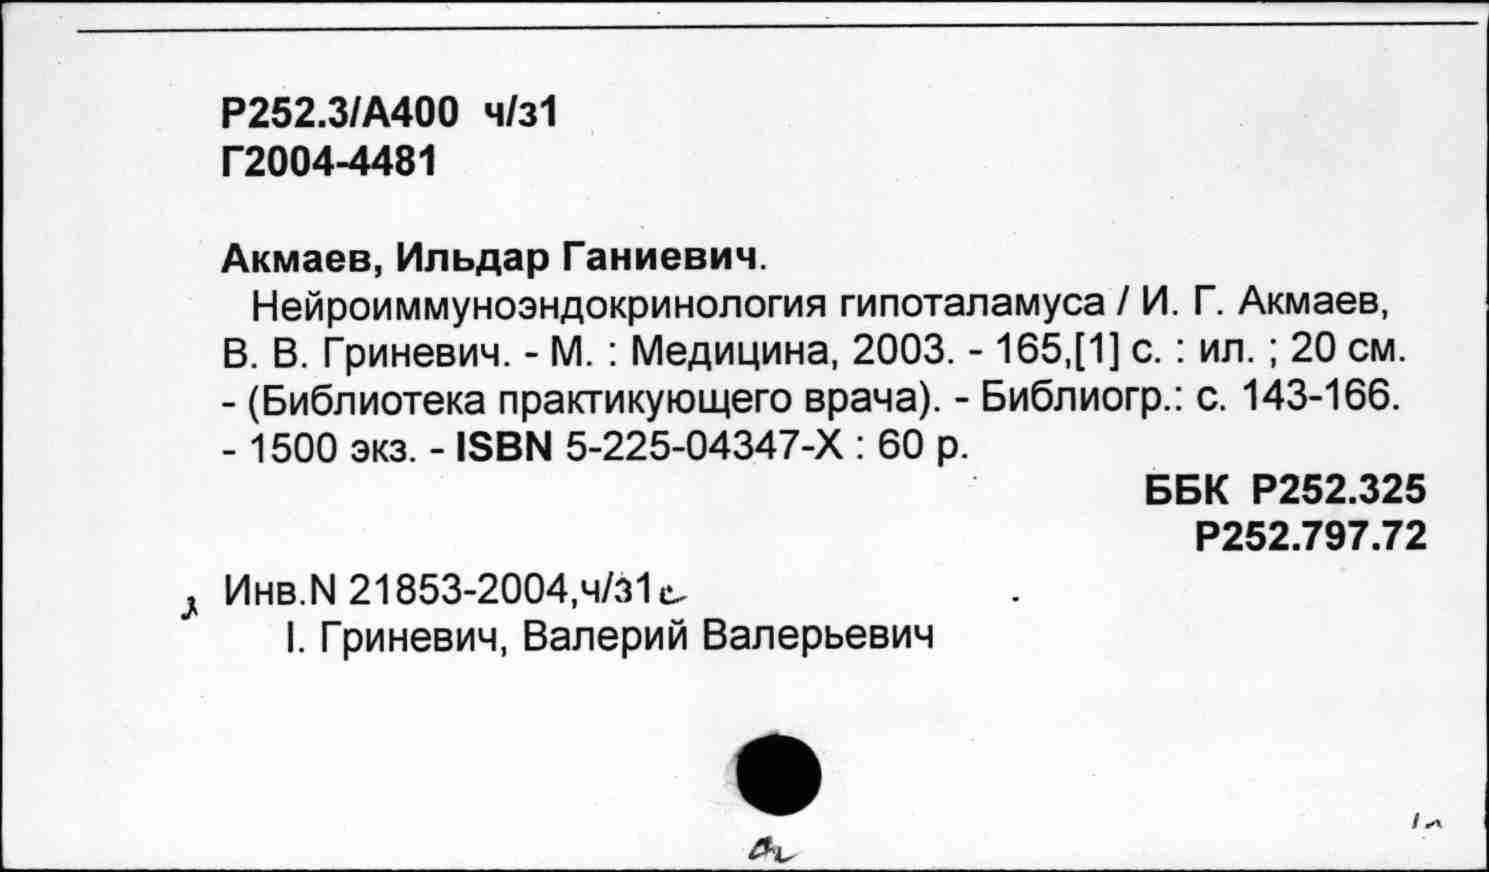 Р252.3/А400 ч/з1
Г2004-4481
Акмаев, Ильдар Ганиевич.
Нейроиммуноэндокринология гипоталамуса / И. Г. Акмаев,
В. В. Гриневич. - М. : Медицина, 2003. - 165,[1] с. : ил. ; 20 см.
- (Библиотека практикующего врача). - Библиогр.: с. 143-166.
- 1500 экз. - ISBN 5-225-04347-X : 60 р.
ББК Р252.325
Р252.797.72
Инв.N 21853-2004,ч/з1
I. Гриневич, Валерий Валерьевич